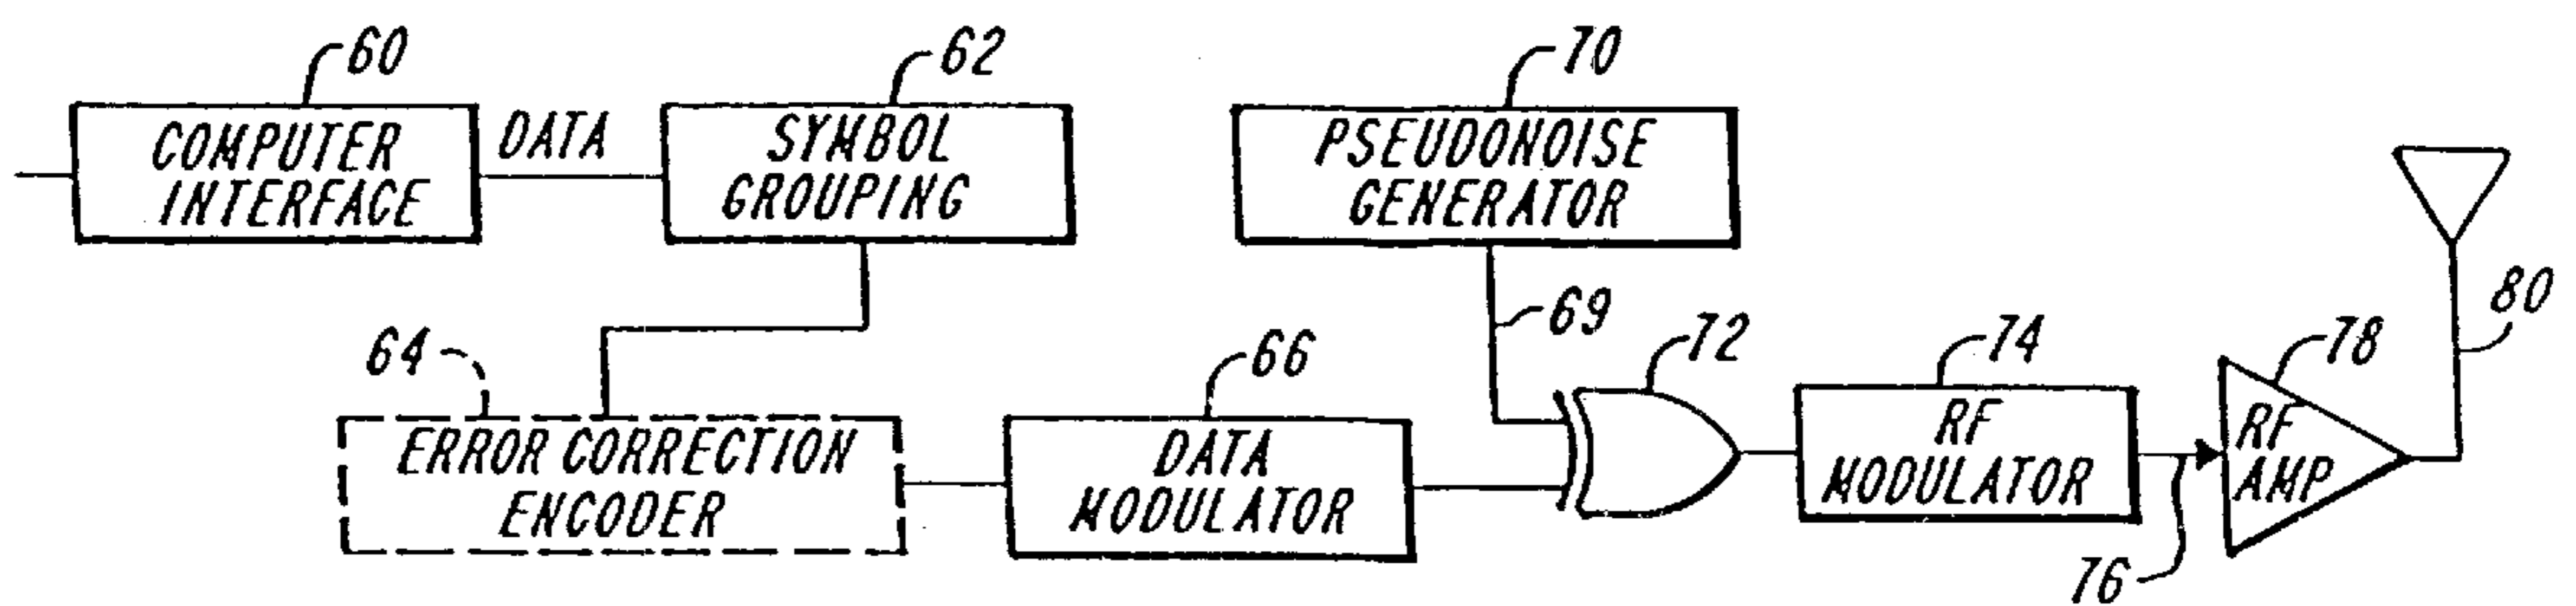 60
62
70
COMPUTER
INTERFACE
DATA
SYMBOL
GROUPING
PSEUDONOISE
GENERATOR
69
80
64
66
72
74
78
ERROR CORRECTION
ENCODER
DATA
MODULATOR
RF
MODULATOR
RF
AMP
76